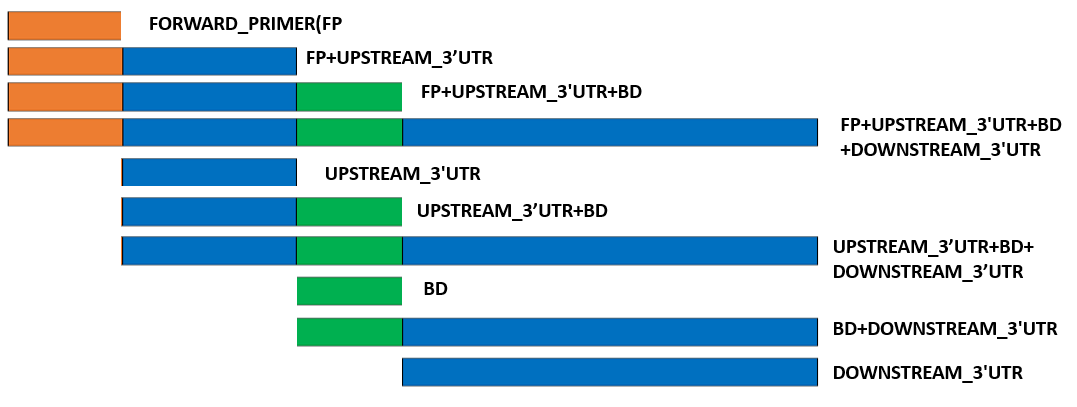 FORWARD_PRIMER(FP
FP+UPSTREAM_3’UTR
FP+UPSTREAM_3'UTR+BD
FP+UPSTREAM_3'UTR+BD
+DOWNSTREAM_3'UTR
UPSTREAM_3'UTR
UPSTREAM_3’UTR+BD
UPSTREAM_3’UTR+BD+
DOWNSTREAM_3’UTR
BD
BD+DOWNSTREAM_3'UTR
DOWNSTREAM_3'UTR